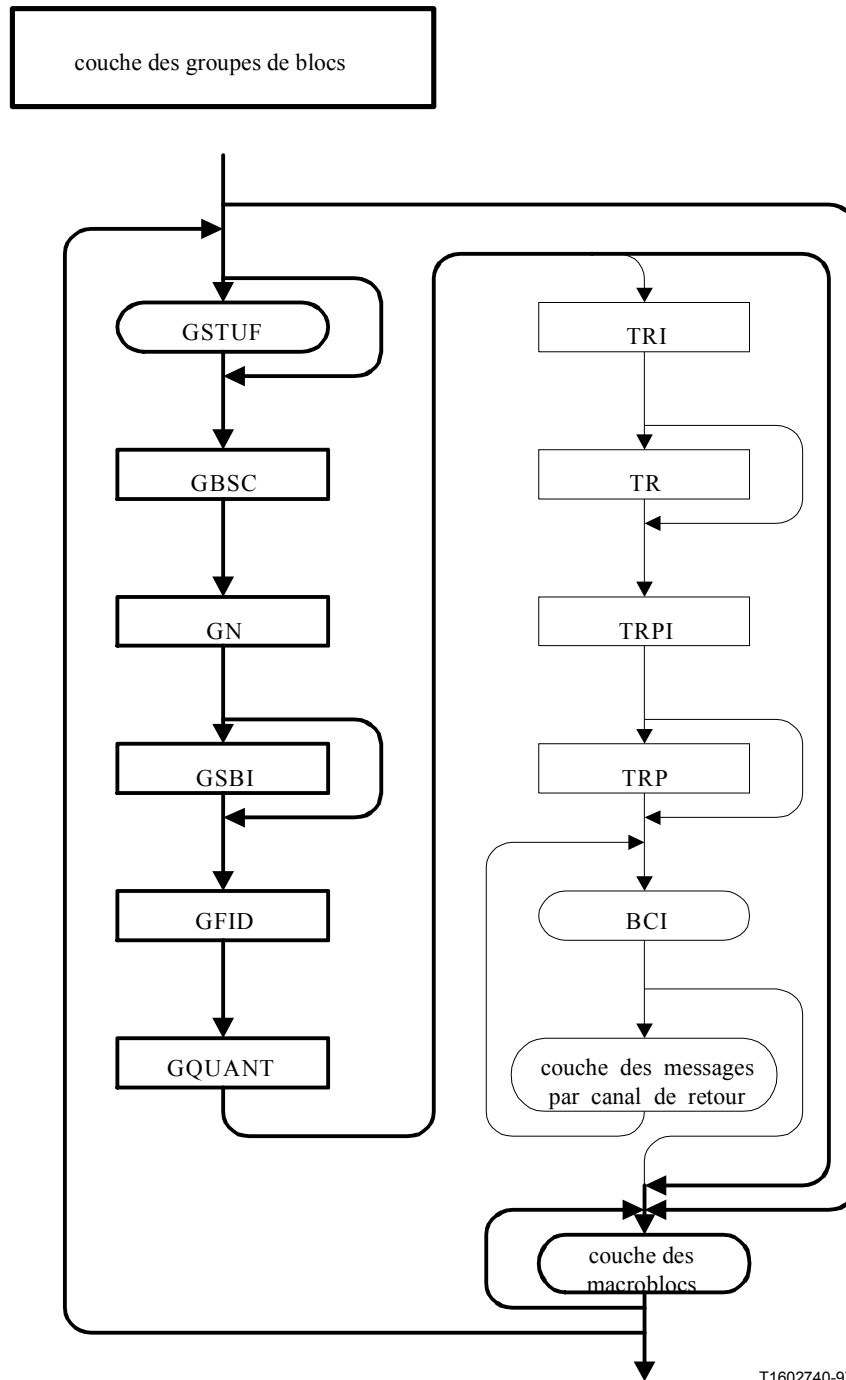 couche des groupes de blocs
GSTUF
GBSC
GN
GSBI
GFID
GQUANT
TRI
TR
TRPI
TRP
BCI
couche des messages
par canal de retour
couche des
macroblocs